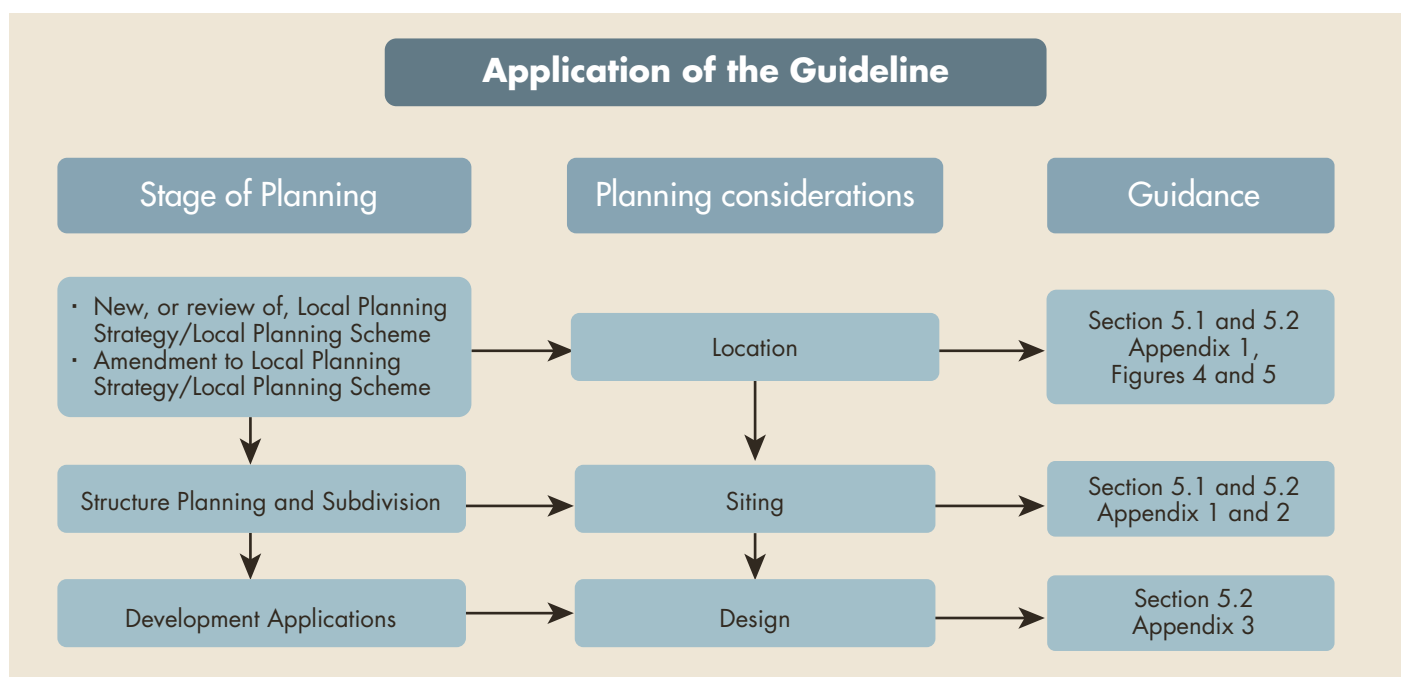 Application of the Guideline
Stage of Planning
Planning considerations
Guidance
· New, or review of, Local Planning
Strategy/Local Planning Scheme
· Amendment to Local Planning
Strategy/Local Planning Scheme
Location
Section 5.1 and 5.2
Appendix 1,
Figures 4 and 5
Structure Planning and Subdivision
Siting
Section 5.1 and 5.2
Appendix 1 and 2
Development Applications
Design
Section 5.2
Appendix 3